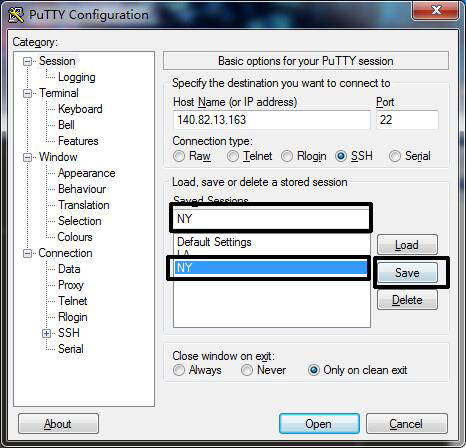 PuTTY Configuration
Category:
Session
Logging
Terminal
Keyboard
Bell
Features
Window
Appearance
Behaviour
Translation
Selection
Colours
Connection
Data
Proxy
Telnet
Rlogin
SSH
Serial
Basic options for your PuTTY session
Specify the destination you want to connect to
Host Name (or IP address) Port
140.82.13.163 22
Connection type:
Raw Telnet Rlogin SSH Serial
Load, save or delete a stored session
Saved Sessions
NY
Default Settings
LA
NY
Load
Save
Delete
Close window on exit:
Always Never Only on clean exit
About Open Cancel